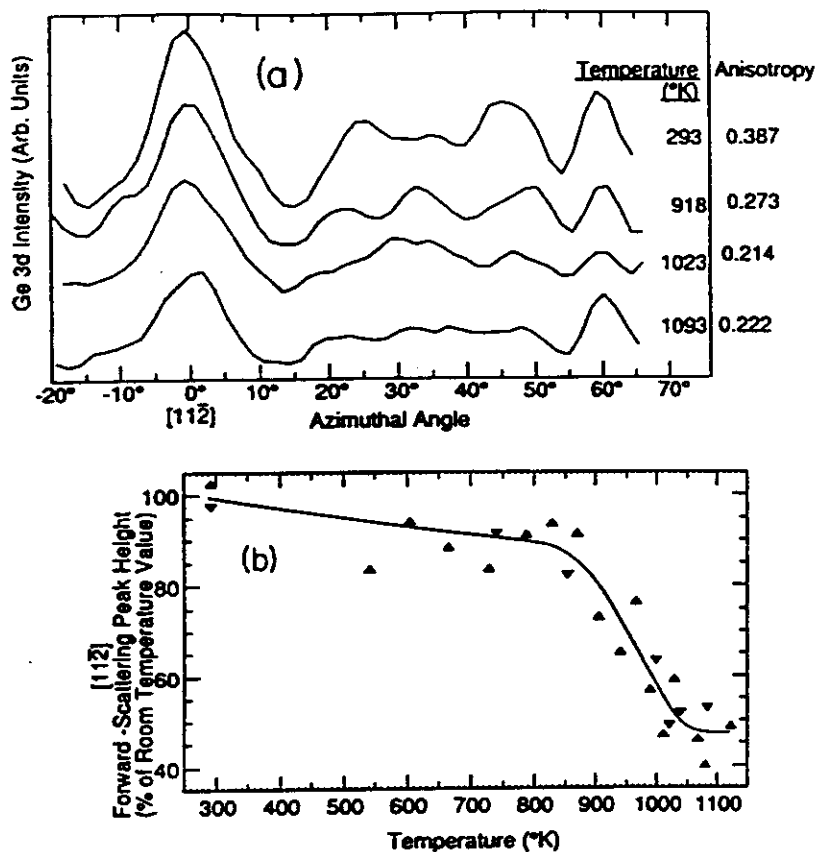 (a)
Temperature Anisotropy
(°K)
293 0.387
918 0.273
1023 0.214
1093 0.222
Ge 3d Intensity (Arb. Units)
-20° -10° 0° 10° 20° 30° 40° 50° 60° 70°
[112̄]
Azimuthal Angle
(b)
[112̄]
Forward -Scattering Peak Height
(% of Room Temperature Value)
100
80
60
40
300 400 500 600 700 800 900 1000 1100
Temperature (°K)